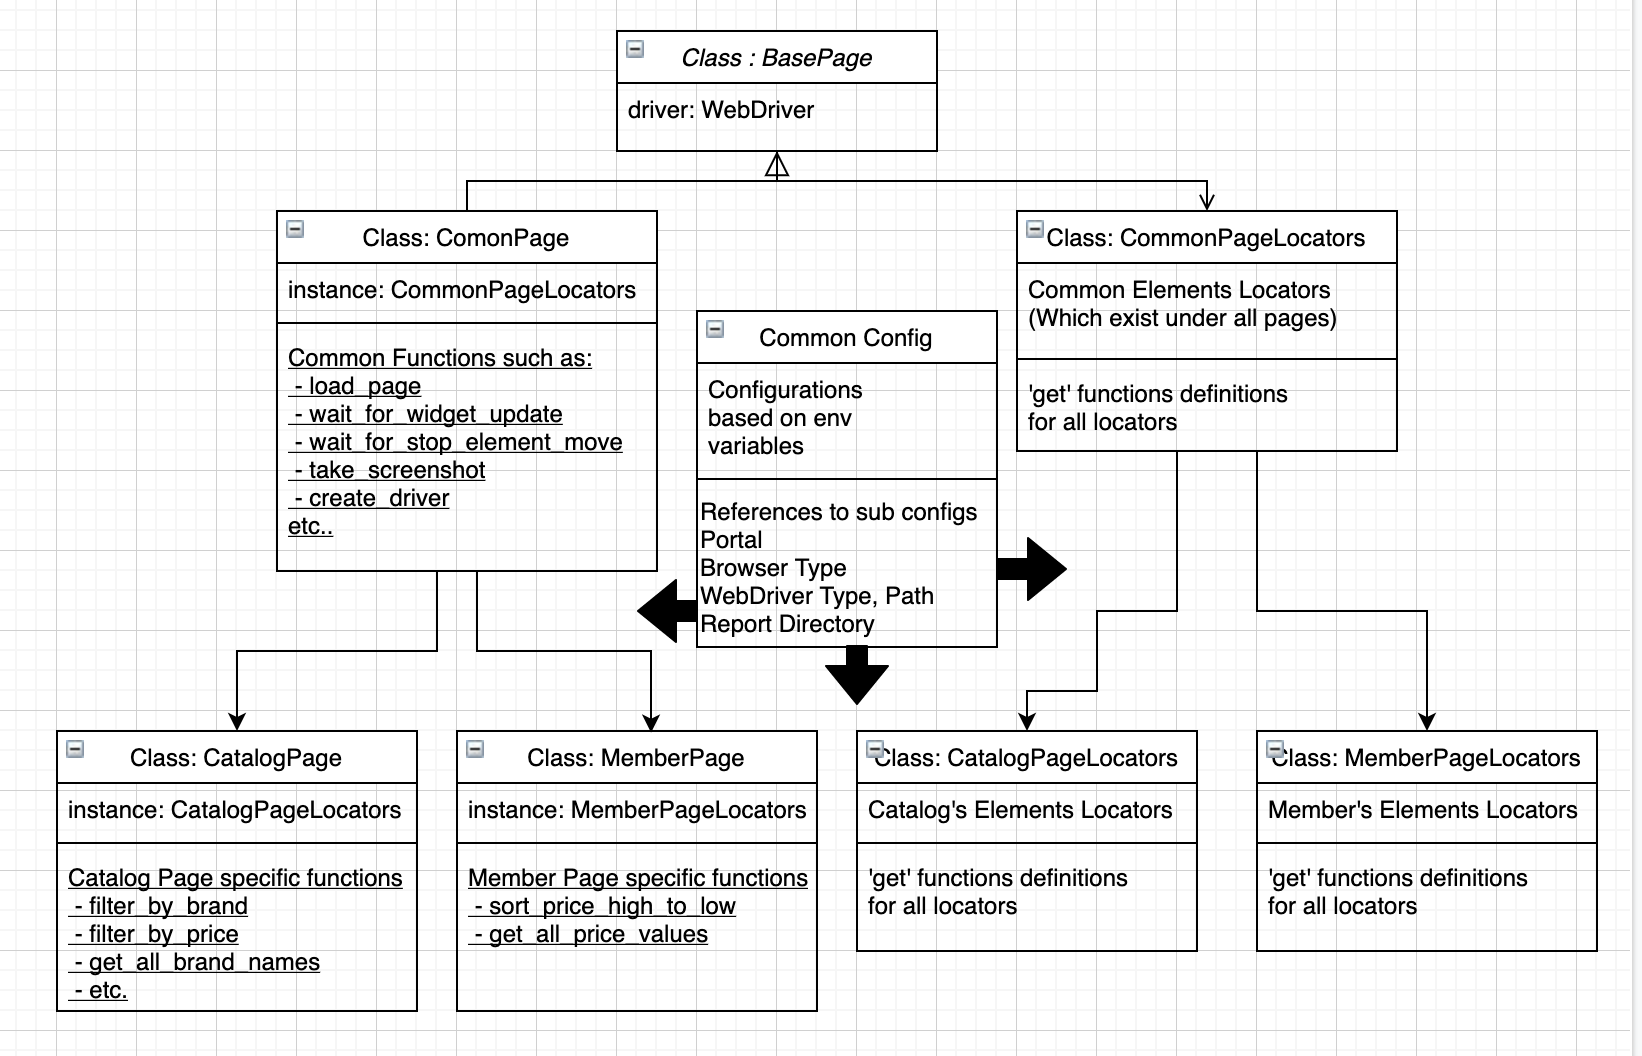 Class : BasePage
driver: WebDriver
Class: ComonPage
instance: CommonPageLocators
Common Functions such as:
- load_page
- wait_for_widget_update
- wait_for_stop_element_move
- take_screenshot
- create_driver
etc..
Common Config
Configurations
based on env
variables
References to sub configs
Portal
Browser Type
WebDriver Type, Path
Report Directory
Class: CommonPageLocators
Common Elements Locators
(Which exist under all pages)
'get' functions definitions
for all locators
Class: CatalogPage
instance: CatalogPageLocators
Catalog Page specific functions
- filter_by_brand
- filter_by_price
- get_all_brand_names
- etc.
Class: MemberPage
instance: MemberPageLocators
Member Page specific functions
- sort_price_high_to_low
- get_all_price_values
Class: CatalogPageLocators
Catalog's Elements Locators
'get' functions definitions
for all locators
Class: MemberPageLocators
Member's Elements Locators
'get' functions definitions
for all locators